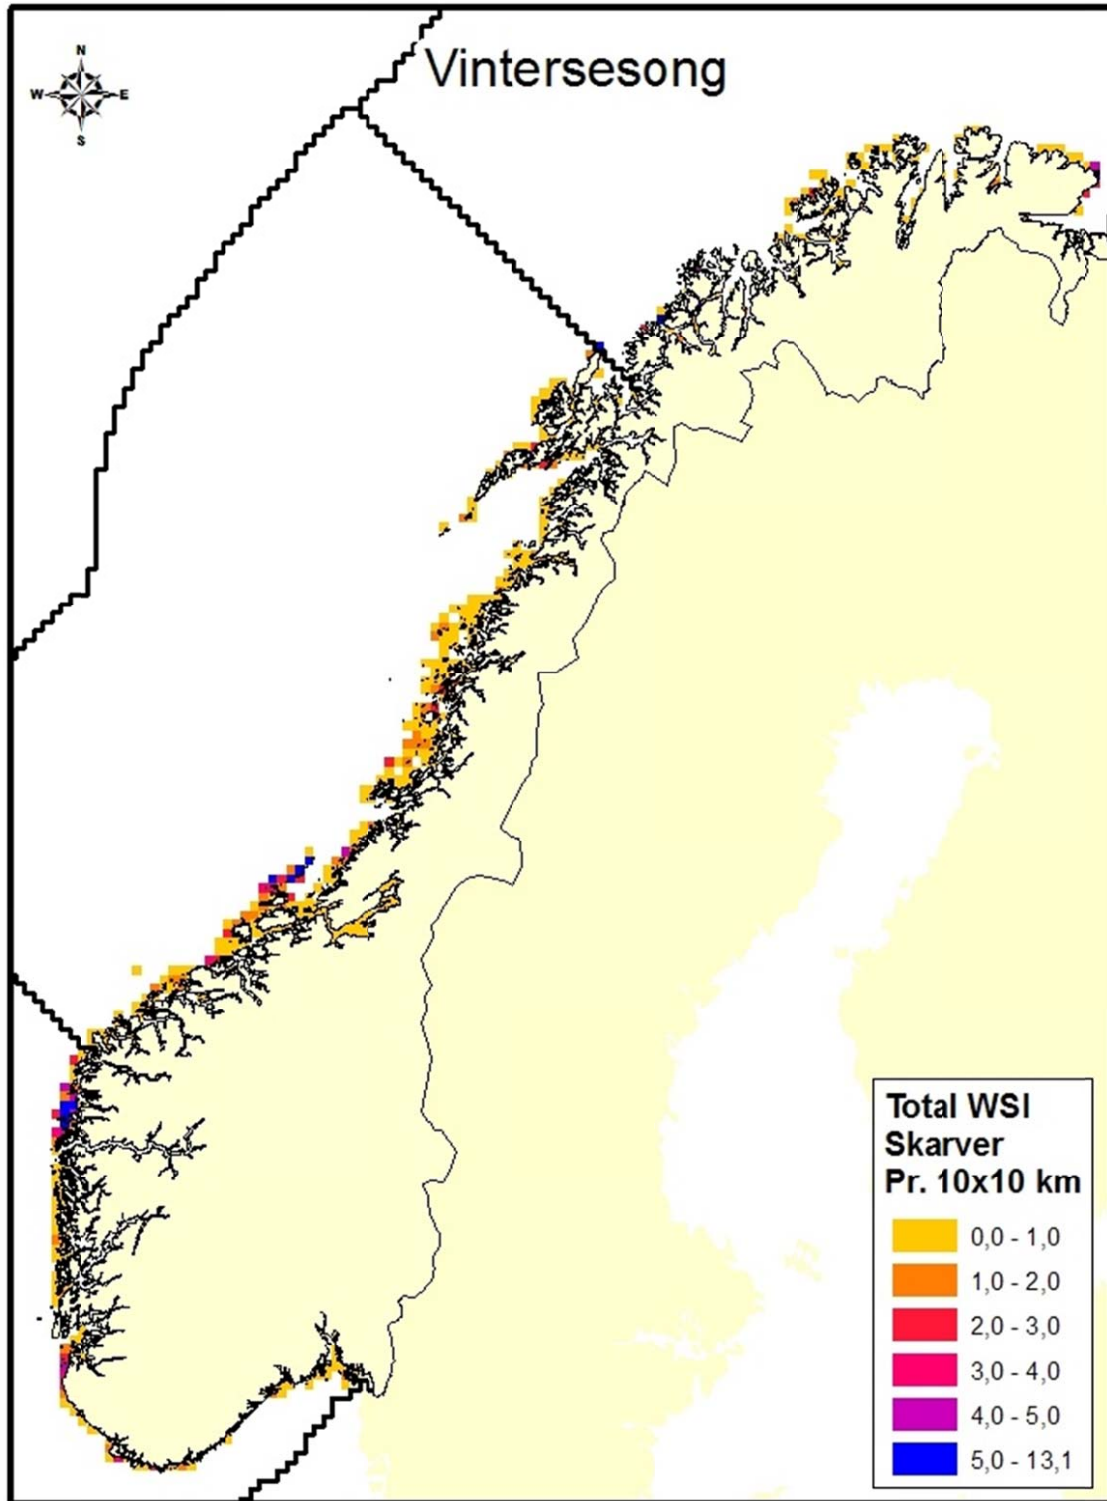 Vintersesong
N
W E
S
Total WSI
Skarver
Pr. 10x10 km
0,0 - 1,0
1,0 - 2,0
2,0 - 3,0
3,0 - 4,0
4,0 - 5,0
5,0 - 13,1